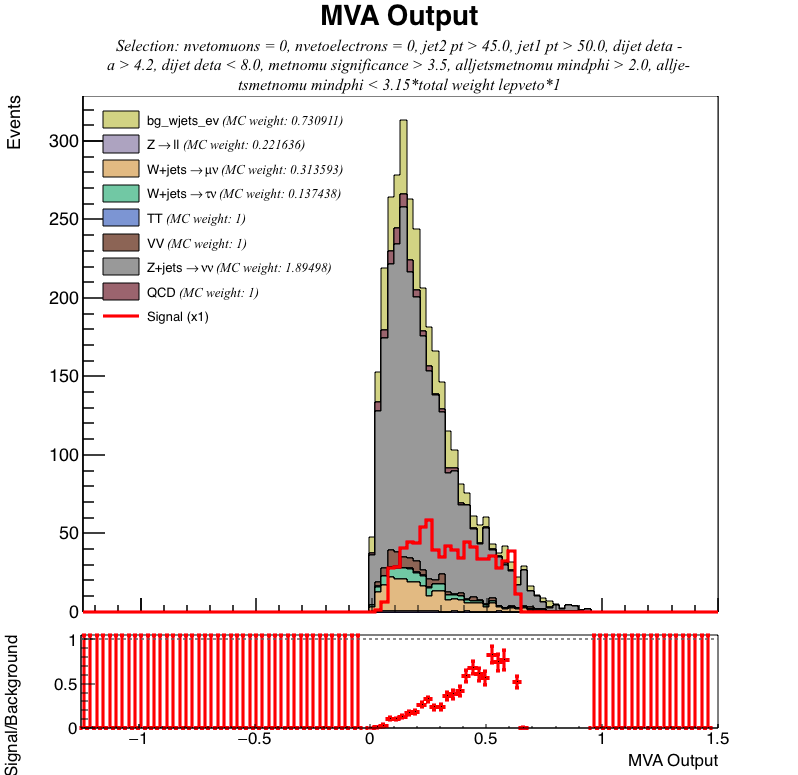 MVA Output
Selection: nvetomuons = 0, nvetoelectrons = 0, jet2 pt > 45.0, jet1 pt > 50.0, dijet deta -
a > 4.2, dijet deta < 8.0, metnomu significance > 3.5, alljetsmetnomu mindphi > 2.0, allje-
tsmetnomu mindphi < 3.15*total weight lepveto*1
Events
bg_wjets_ev (MC weight: 0.730911)
Z → ll (MC weight: 0.221636)
W+jets → μν (MC weight: 0.313593)
W+jets → τν (MC weight: 0.137438)
TT (MC weight: 1)
VV (MC weight: 1)
Z+jets → νν (MC weight: 1.89498)
QCD (MC weight: 1)
Signal (x1)
300
250
200
150
100
50
0
Signal/Background
1
0.5
0
−1 −0.5 0 0.5 1 1.5
MVA Output